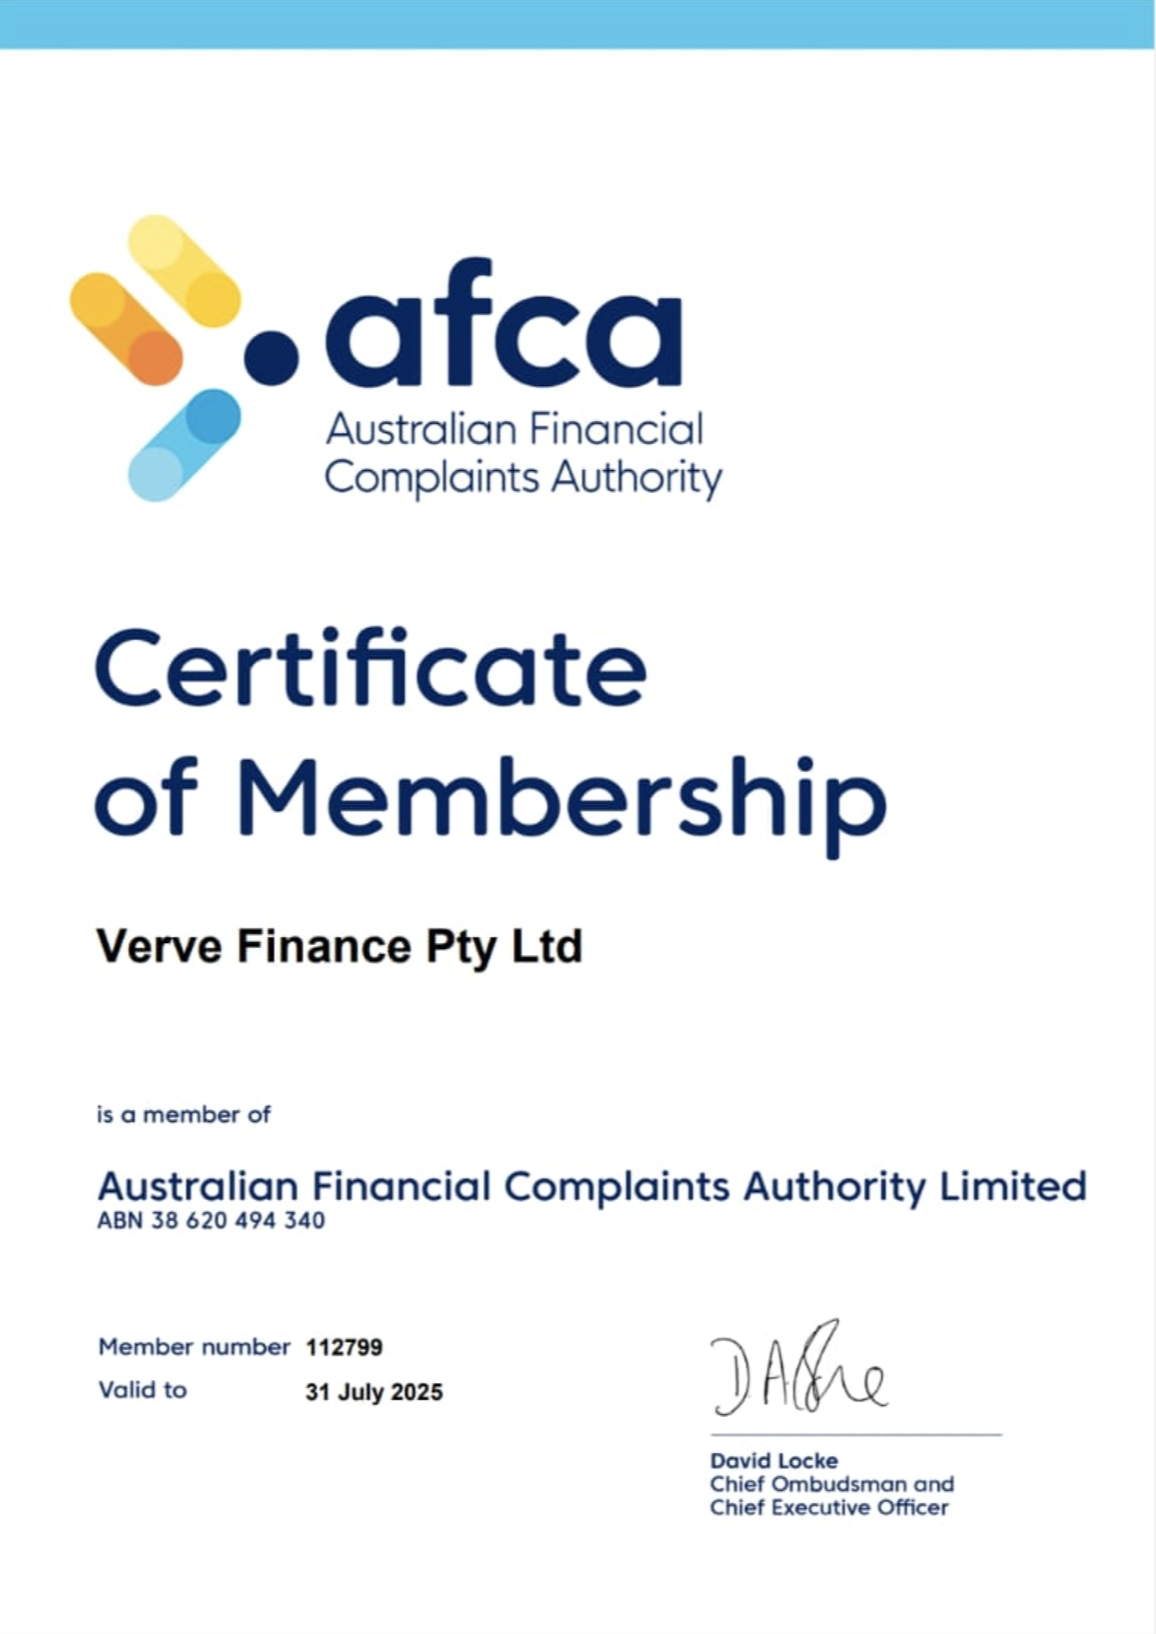 afca
Australian Financial
Complaints Authority
Certificate
of Membership
Verve Finance Pty Ltd
is a member of
Australian Financial Complaints Authority Limited
ABN 38 620 494 340
Member number 112799
Valid to 31 July 2025
David Locke
Chief Ombudsman and
Chief Executive Officer